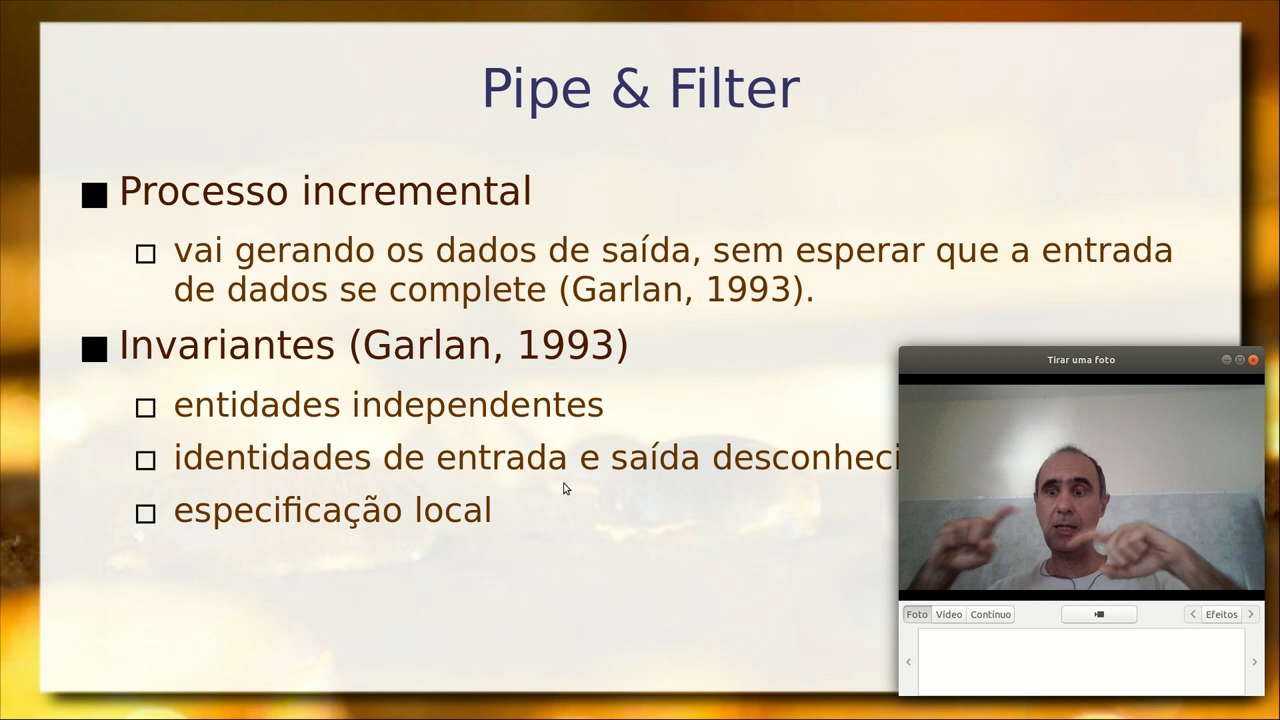 Pipe & Filter
Processo incremental
vai gerando os dados de saída, sem esperar que a entrada
de dados se complete (Garlan, 1993).
Invariantes (Garlan, 1993)
entidades independentes
identidades de entrada e saída
especificação local
Tirar uma foto
Foto Vídeo Contínuo Efeitos